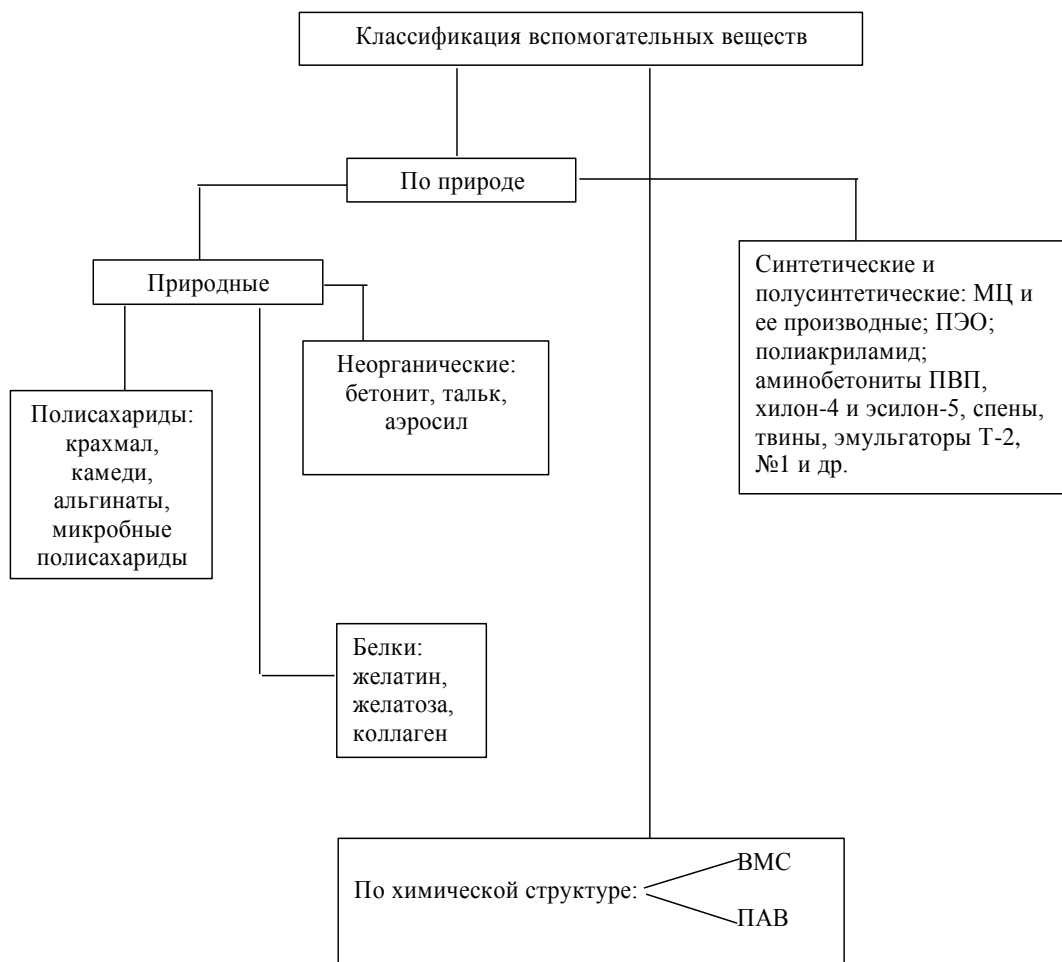 Классификация вспомогательных веществ
По природе
Природные
Синтетические и
полусинтетические: МЦ и
ее производные; ПЭО;
полиакриламид;
аминобетониты ПВП,
хилон-4 и эсилон-5, спены,
твины, эмульгаторы Т-2,
№1 и др.
Неорганические:
бетонит, тальк,
аэросил
Полисахариды:
крахмал,
камеди,
альгинаты,
микробные
полисахариды
Белки:
желатин,
желатоза,
коллаген
По химической структуре:
ВМС
ПАВ